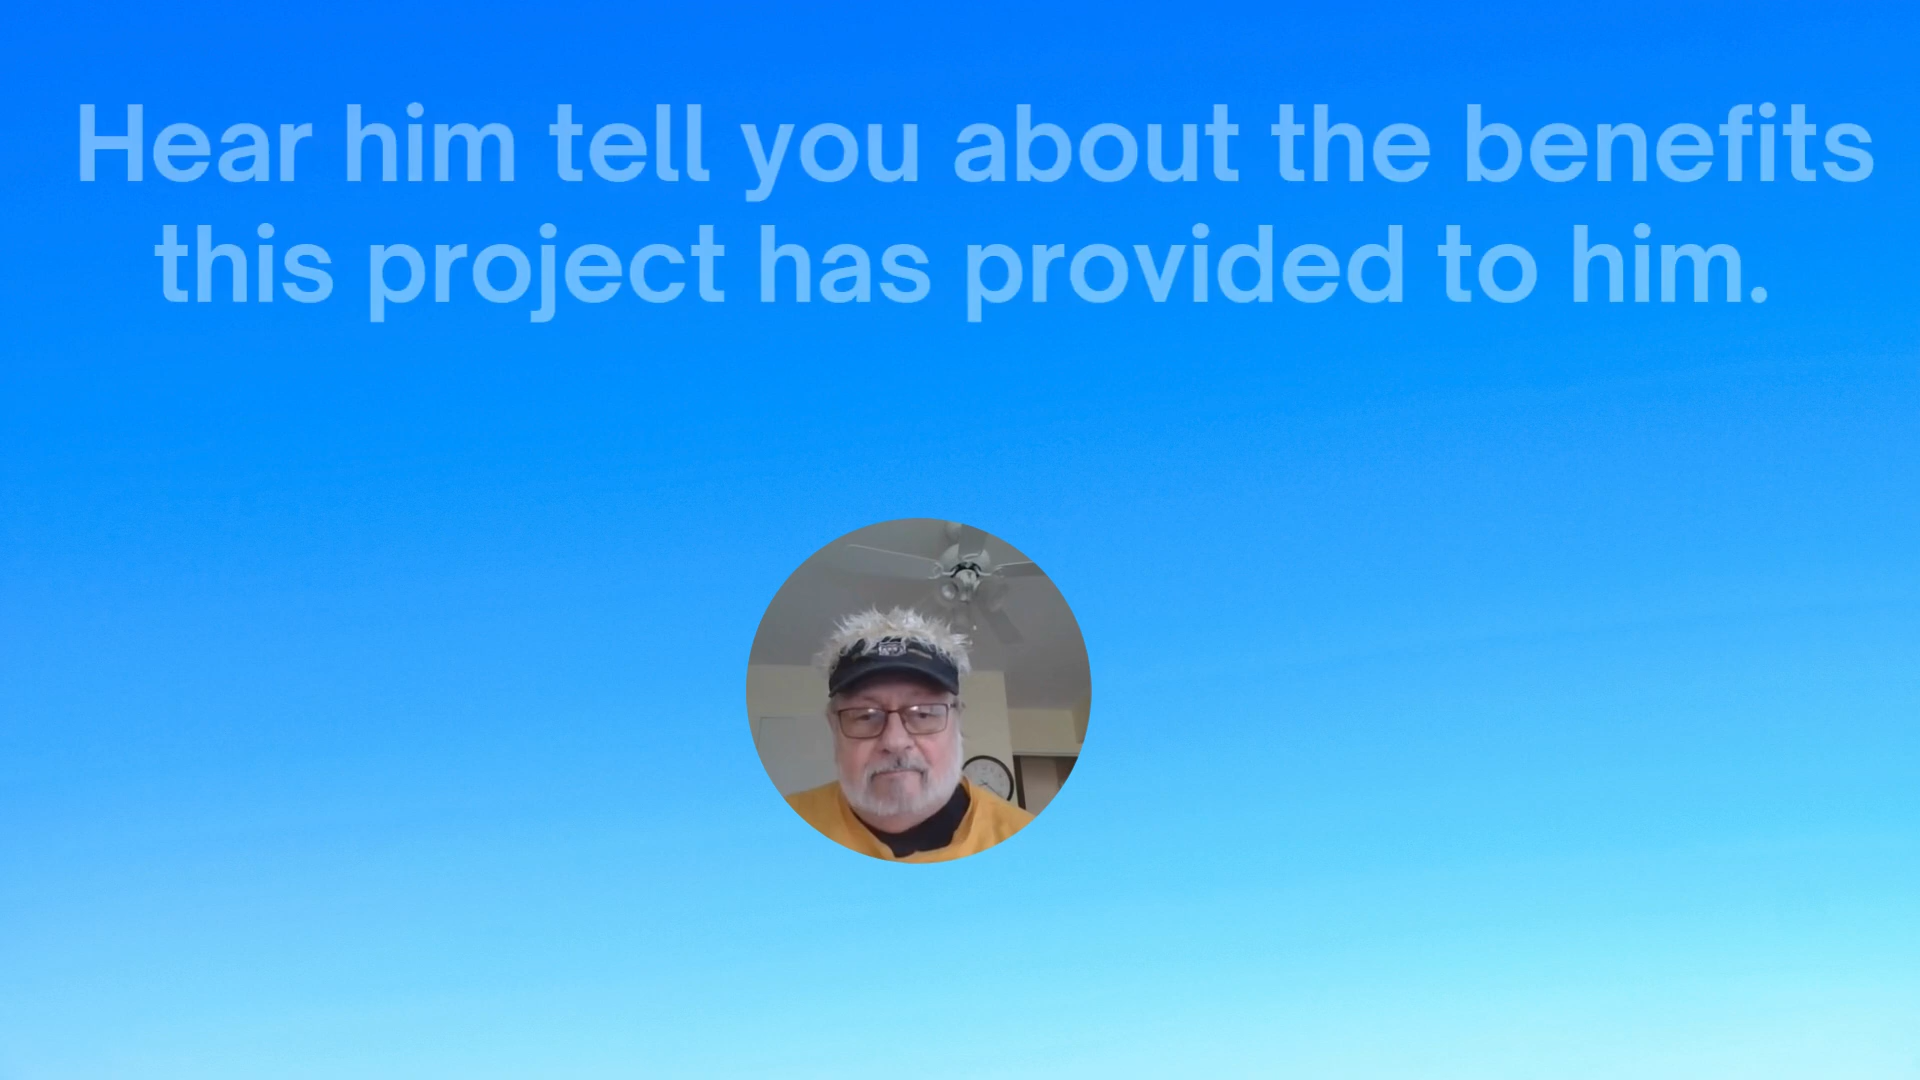 Hear him tell you about the benefits
this project has provided to him.